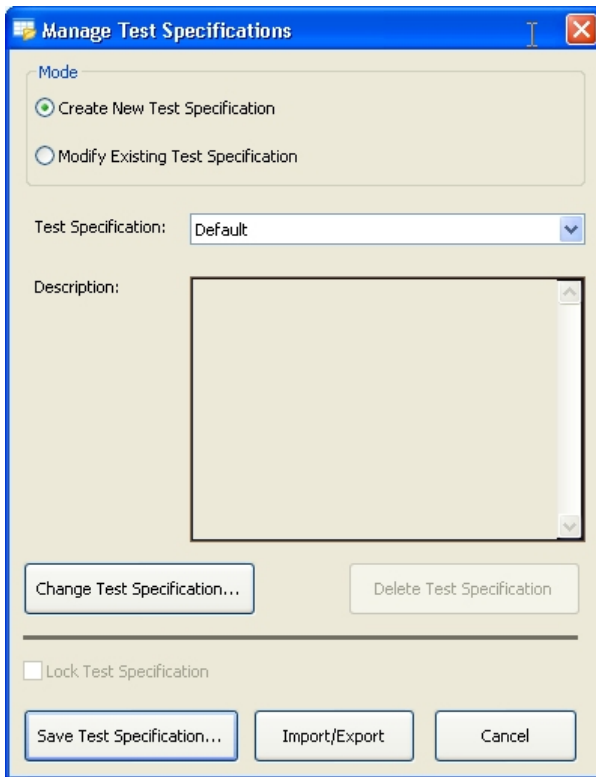 Manage Test Specifications
Mode
Create New Test Specification
Modify Existing Test Specification
Test Specification: Default
Description:
Change Test Specification... Delete Test Specification
Lock Test Specification
Save Test Specification... Import/Export Cancel